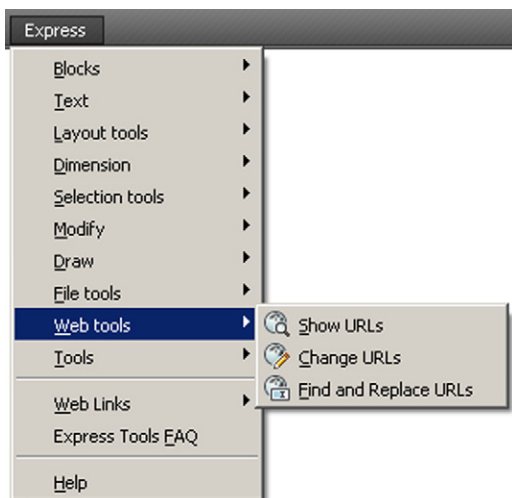 Express
Blocks
Text
Layout tools
Dimension
Selection tools
Modify
Draw
File tools
Web tools
Show URLs
Change URLs
Find and Replace URLs
Tools
Web Links
Express Tools FAQ
Help